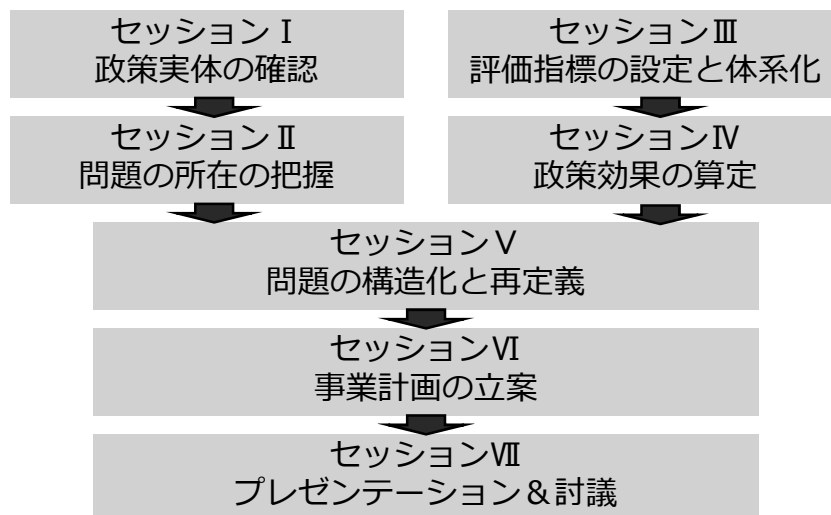 セッションⅠ
政策実体の確認
セッションⅡ
問題の所在の把握
セッションⅢ
評価指標の設定と体系化
セッションⅣ
政策効果の算定
セッションⅤ
問題の構造化と再定義
セッションⅥ
事業計画の立案
セッションⅦ
プレゼンテーション&討議